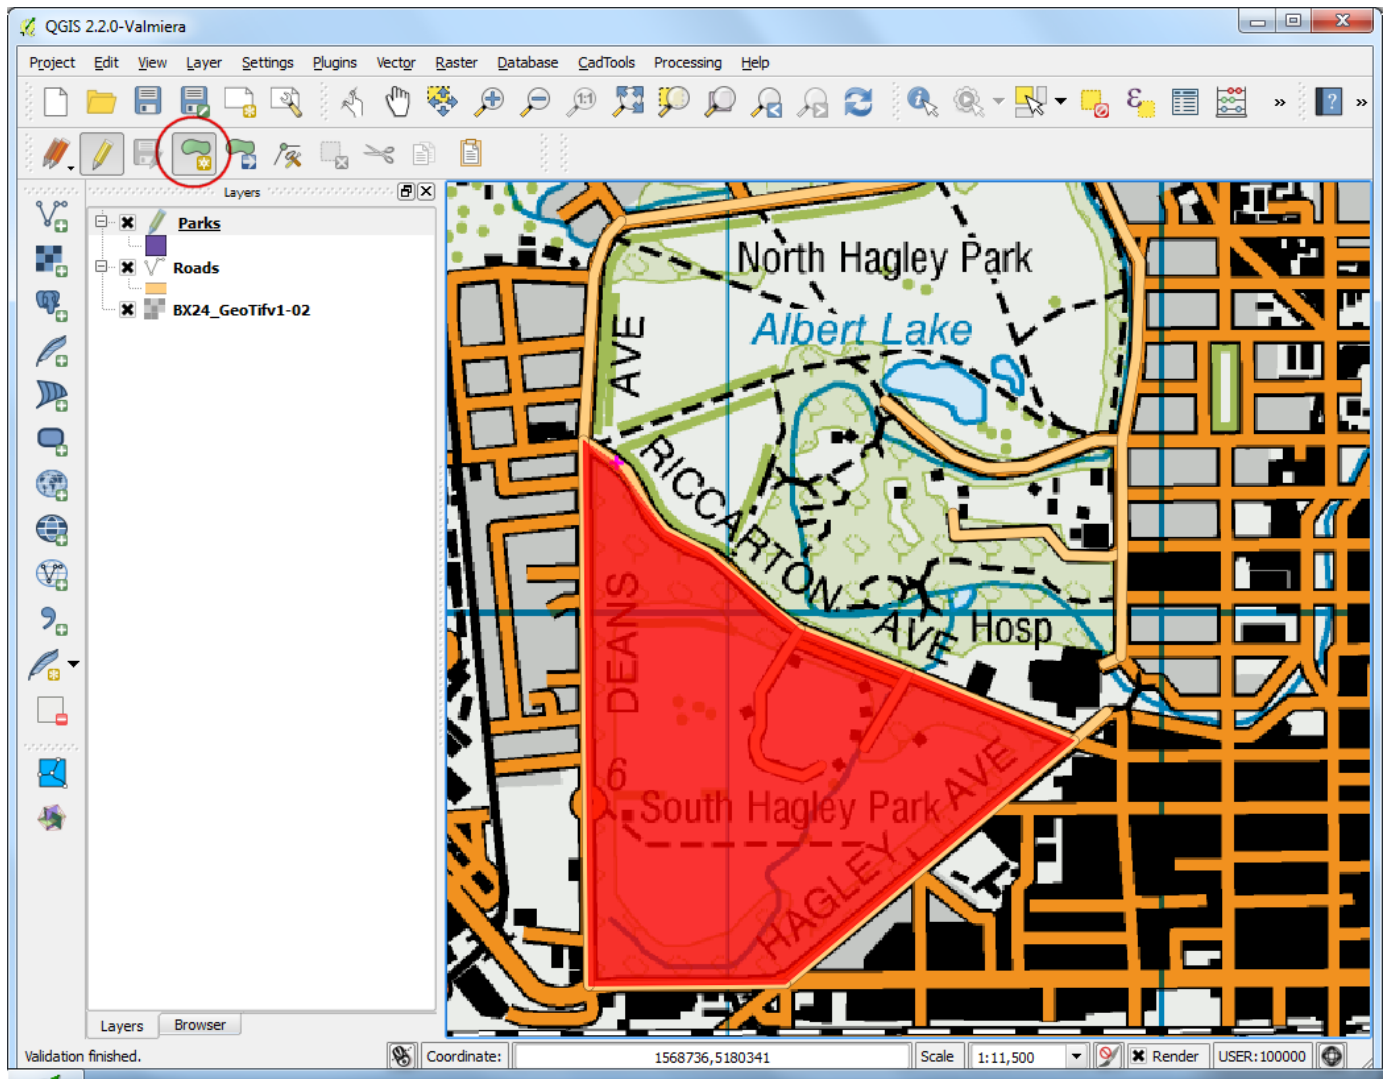 QGIS 2.2.0-Valmiera
Project Edit View Layer Settings Plugins Vector Raster Database CadTools Processing Help
1:1
»
?
»
Layers
Parks
Roads
BX24_GeoTifv1-02
North Hagley Park
Albert Lake
AVE
RICCARTON
AVE
Hosp
DEANS
6
South Hagley Park
HAGLEY AVE
Layers Browser
Validation finished.
Coordinate: 1568736,5180341 Scale 1:11,500 Render USER:100000